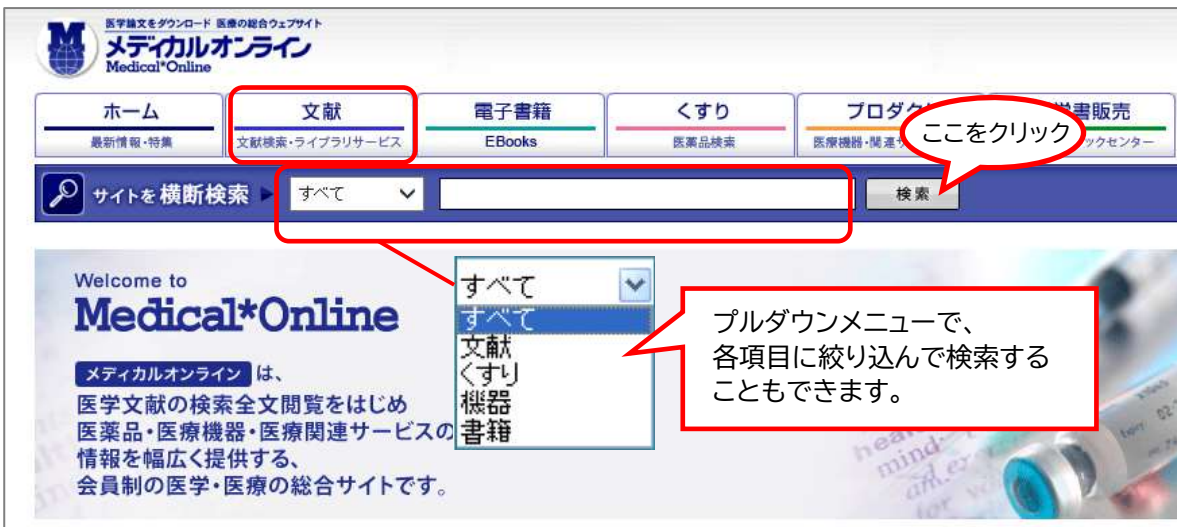 医学論文をダウンロード 医療の総合ウェブサイト
メディカルオンライン
Medical*Online
ホーム
最新情報・特集
文献
文献検索・ライブラリサービス
電子書籍
EBooks
くすり
医薬品検索
プロダク
医療機器・関連サ
学書販売
ックセンター
ここをクリック
サイトを横断検索
すべて
検索
Welcome to
Medical*Online
メディカルオンライン は、
医学文献の検索全文閲覧をはじめ
医薬品・医療機器・医療関連サービスの
情報を幅広く提供する、
会員制の医学・医療の総合サイトです。
すべて
すべて
文献
くすり
機器
書籍
プルダウンメニューで、
各項目に絞り込んで検索する
こともできます。